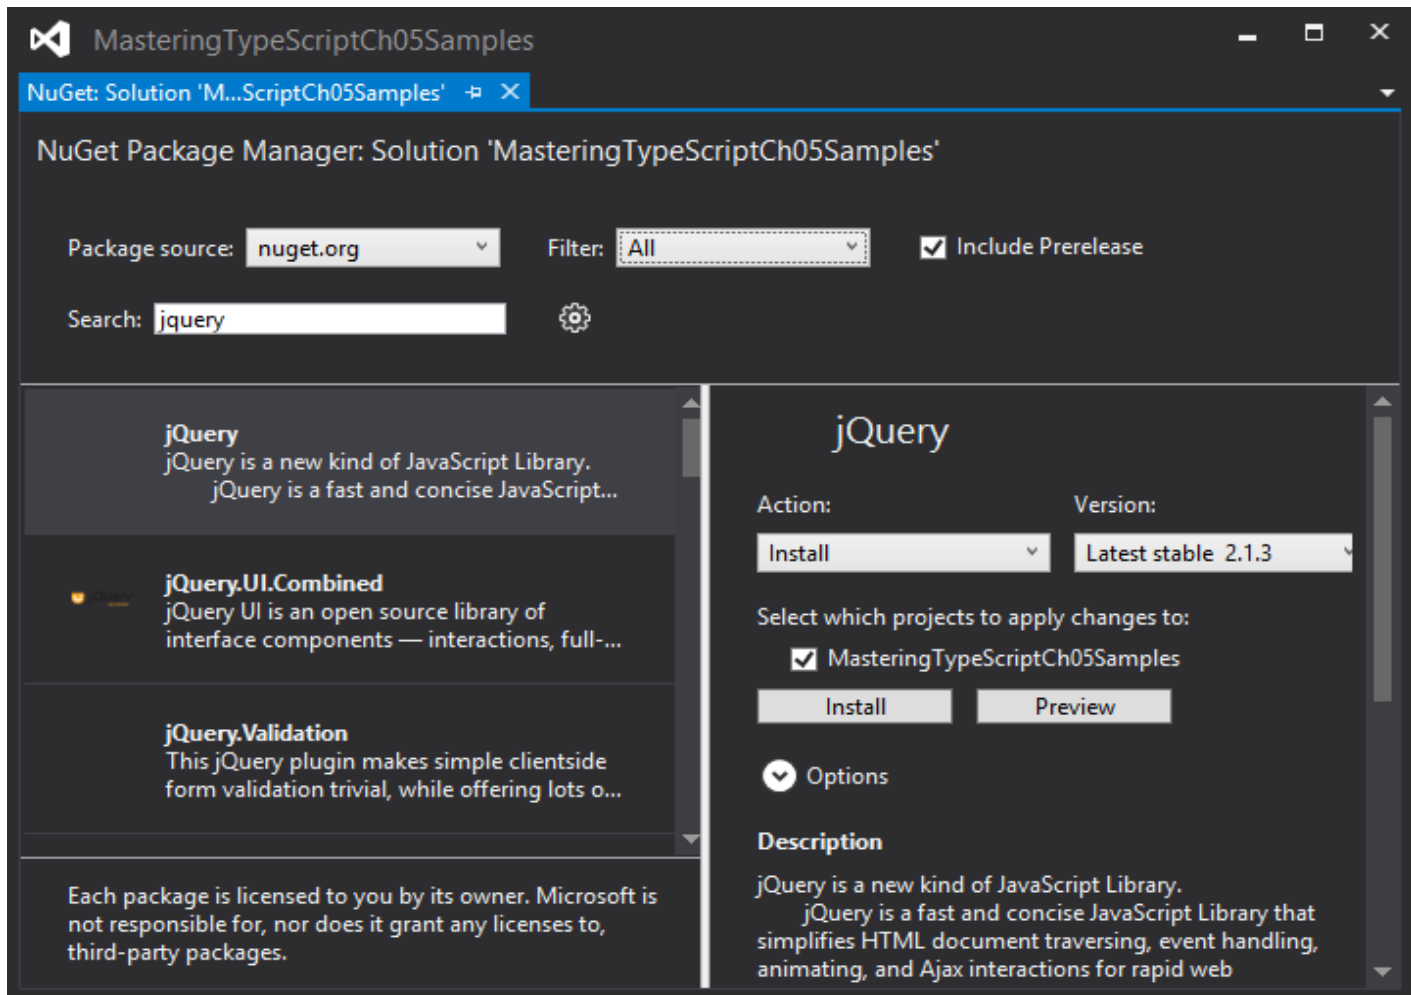 MasteringTypeScriptCh05Samples
NuGet: Solution 'M...ScriptCh05Samples'
NuGet Package Manager: Solution 'MasteringTypeScriptCh05Samples'
Package source: nuget.org Filter: All Include Prerelease
Search: jquery
jQuery
jQuery is a new kind of JavaScript Library.
jQuery is a fast and concise JavaScript...
jQuery.UI.Combined
jQuery UI is an open source library of
interface components — interactions, full-...
jQuery.Validation
This jQuery plugin makes simple clientside
form validation trivial, while offering lots o...
Each package is licensed to you by its owner. Microsoft is
not responsible for, nor does it grant any licenses to,
third-party packages.
jQuery
Action: Version:
Install Latest stable 2.1.3
Select which projects to apply changes to:
MasteringTypeScriptCh05Samples
Install Preview
Options
Description
jQuery is a new kind of JavaScript Library.
jQuery is a fast and concise JavaScript Library that
simplifies HTML document traversing, event handling,
animating, and Ajax interactions for rapid web